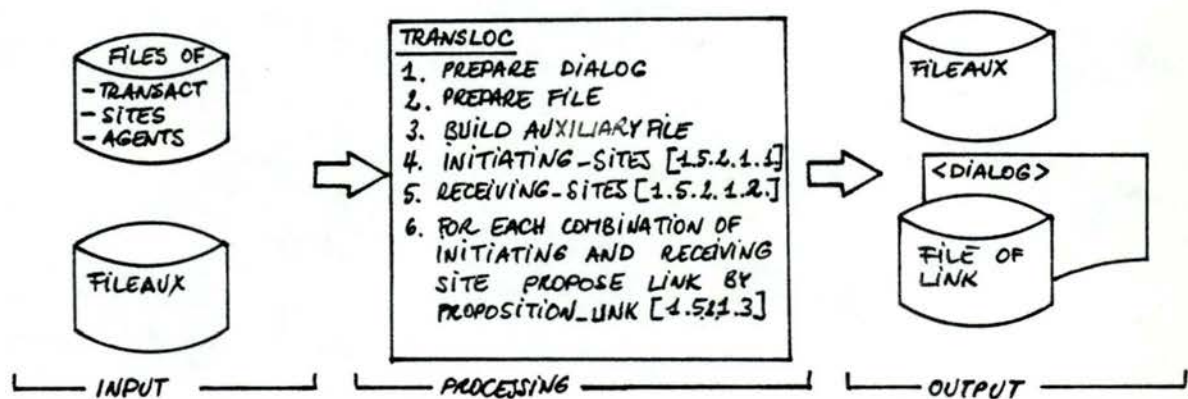 FILES OF
- TRANSACT
- SITES
- AGENTS
FILEAUX
INPUT
TRANSLOC
1. PREPARE DIALOG
2. PREPARE FILE
3. BUILD AUXILIARY FILE
4. INITIATING-SITES [1.5.2.1.1]
5. RECEIVING-SITES [1.5.2.1.2.]
6. FOR EACH COMBINATION OF
INITIATING AND RECEIVING
SITE PROPOSE LINK BY
PROPOSITION_LINK [1.5.2.1.3]
PROCESSING
FILEAUX
<DIALOG>
FILE OF
LINK
OUTPUT